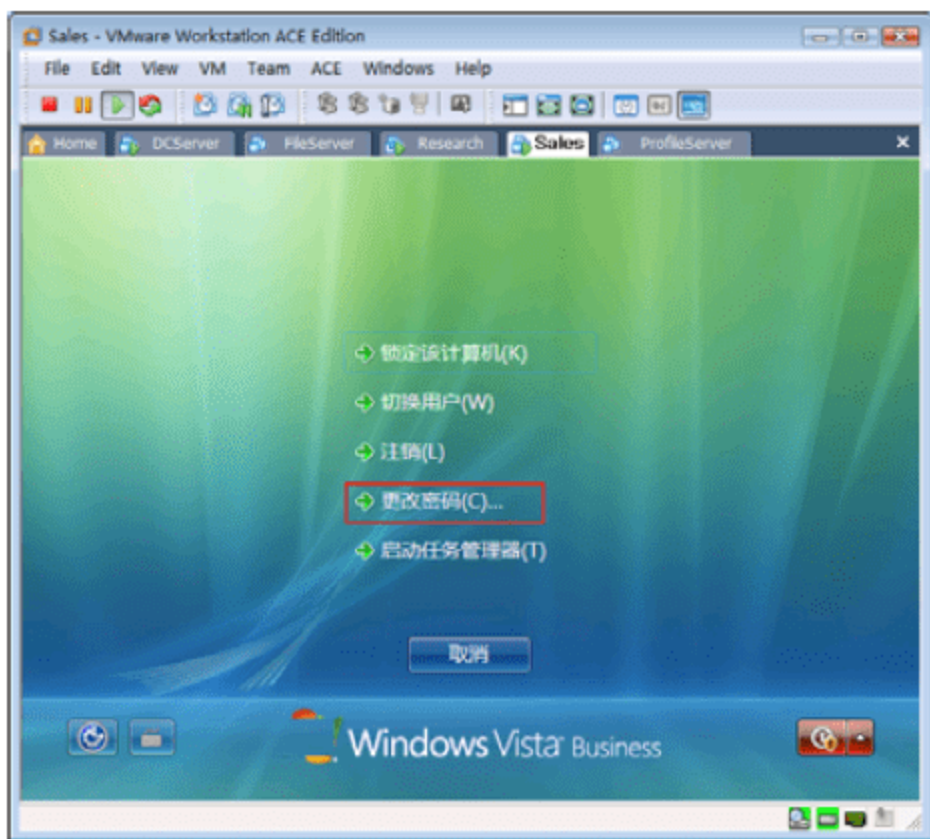 Sales - VMware Workstation ACE Edition
File Edit View VM Team ACE Windows Help
Home DCServer FileServer Research Sales ProfileServer
锁定该计算机(K)
切换用户(W)
注销(L)
更改密码(C)...
启动任务管理器(T)
取消
Windows Vista Business